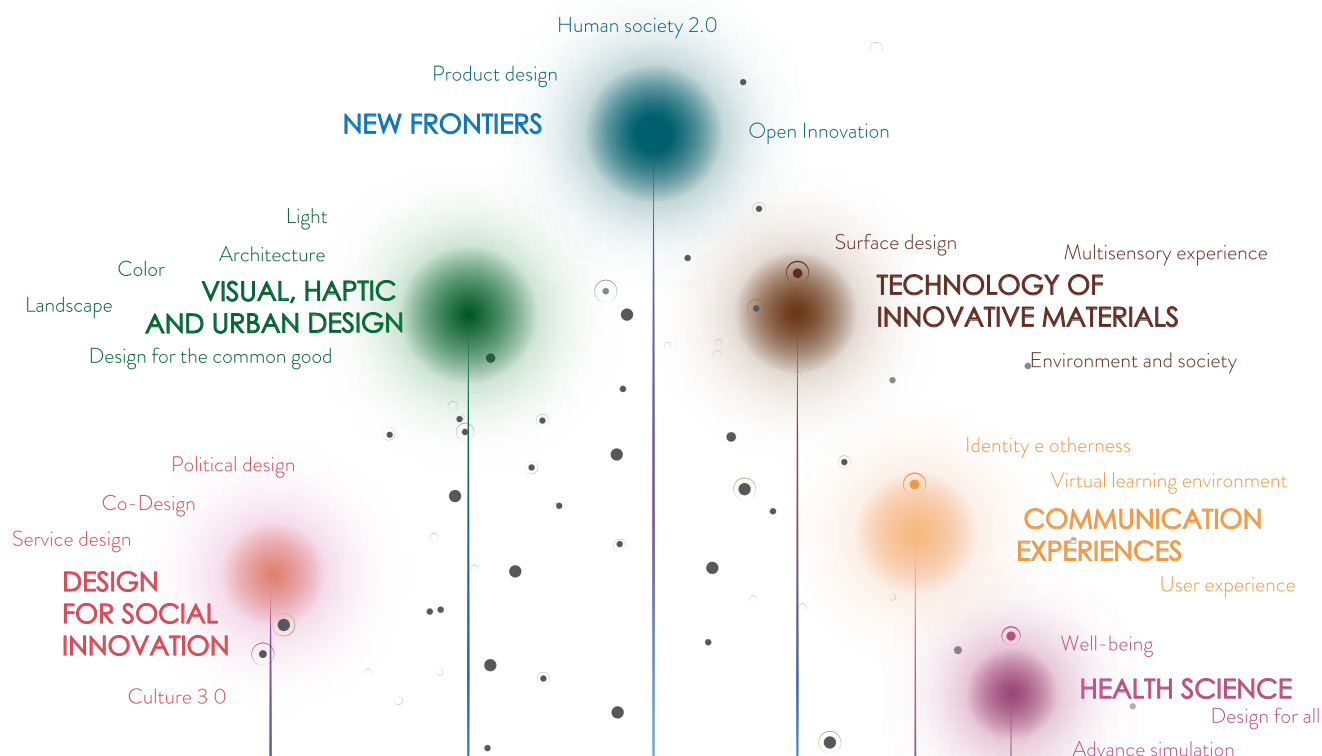 Human society 2.0
Product design
NEW FRONTIERS
Open Innovation
Light
Architecture
Color
VISUAL, HAPTIC
Landscape
AND URBAN DESIGN
Design for the common good
Surface design
Multisensory experience
TECHNOLOGY OF
INNOVATIVE MATERIALS
Environment and society
Political design
Co-Design
Service design
DESIGN
FOR SOCIAL
INNOVATION
Culture 3 0
Identity e otherness
Virtual learning environment
COMMUNICATION
EXPERIENCES
User experience
Well-being
HEALTH SCIENCE
Design for all
Advance simulation